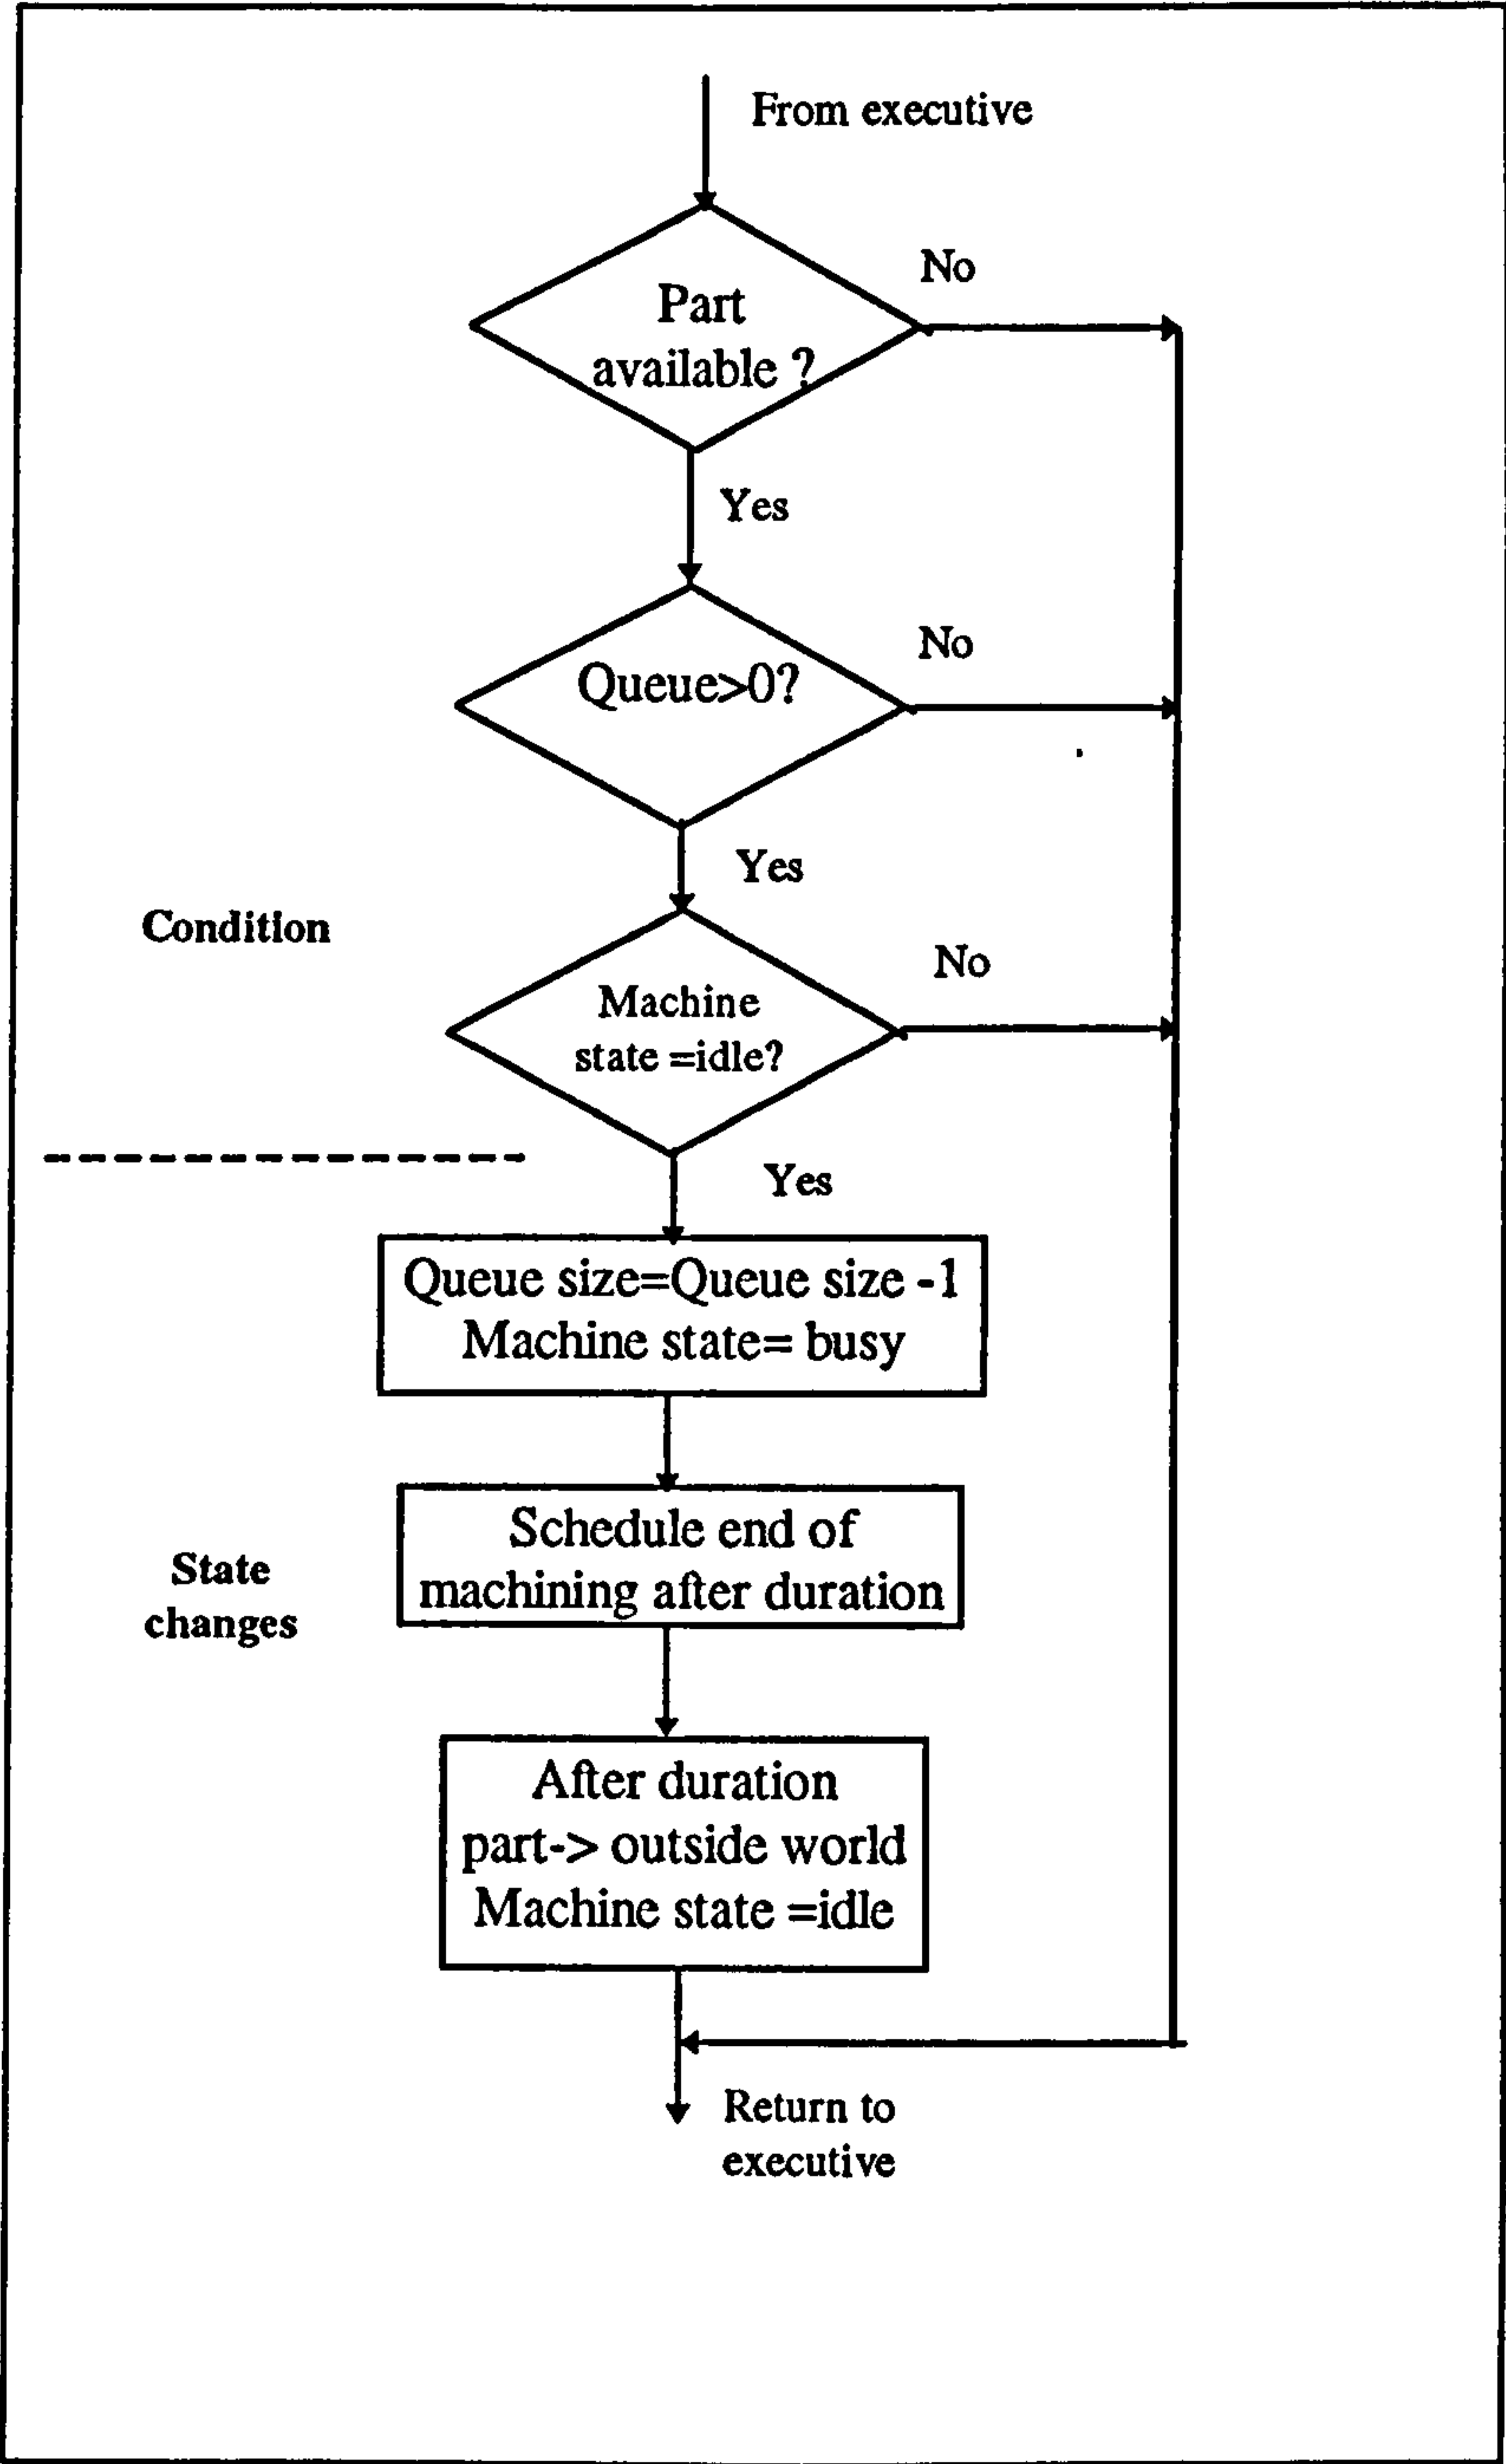 From executive
No
Part
available ?
Yes
No
Queue>0?
Yes
Condition
No
Machine
state =idle?
Yes
Queue size=Queue size -1
Machine state= busy
Schedule end of
machining after duration
State
changes
After duration
part-> outside world
Machine state =idle
Return to
executive